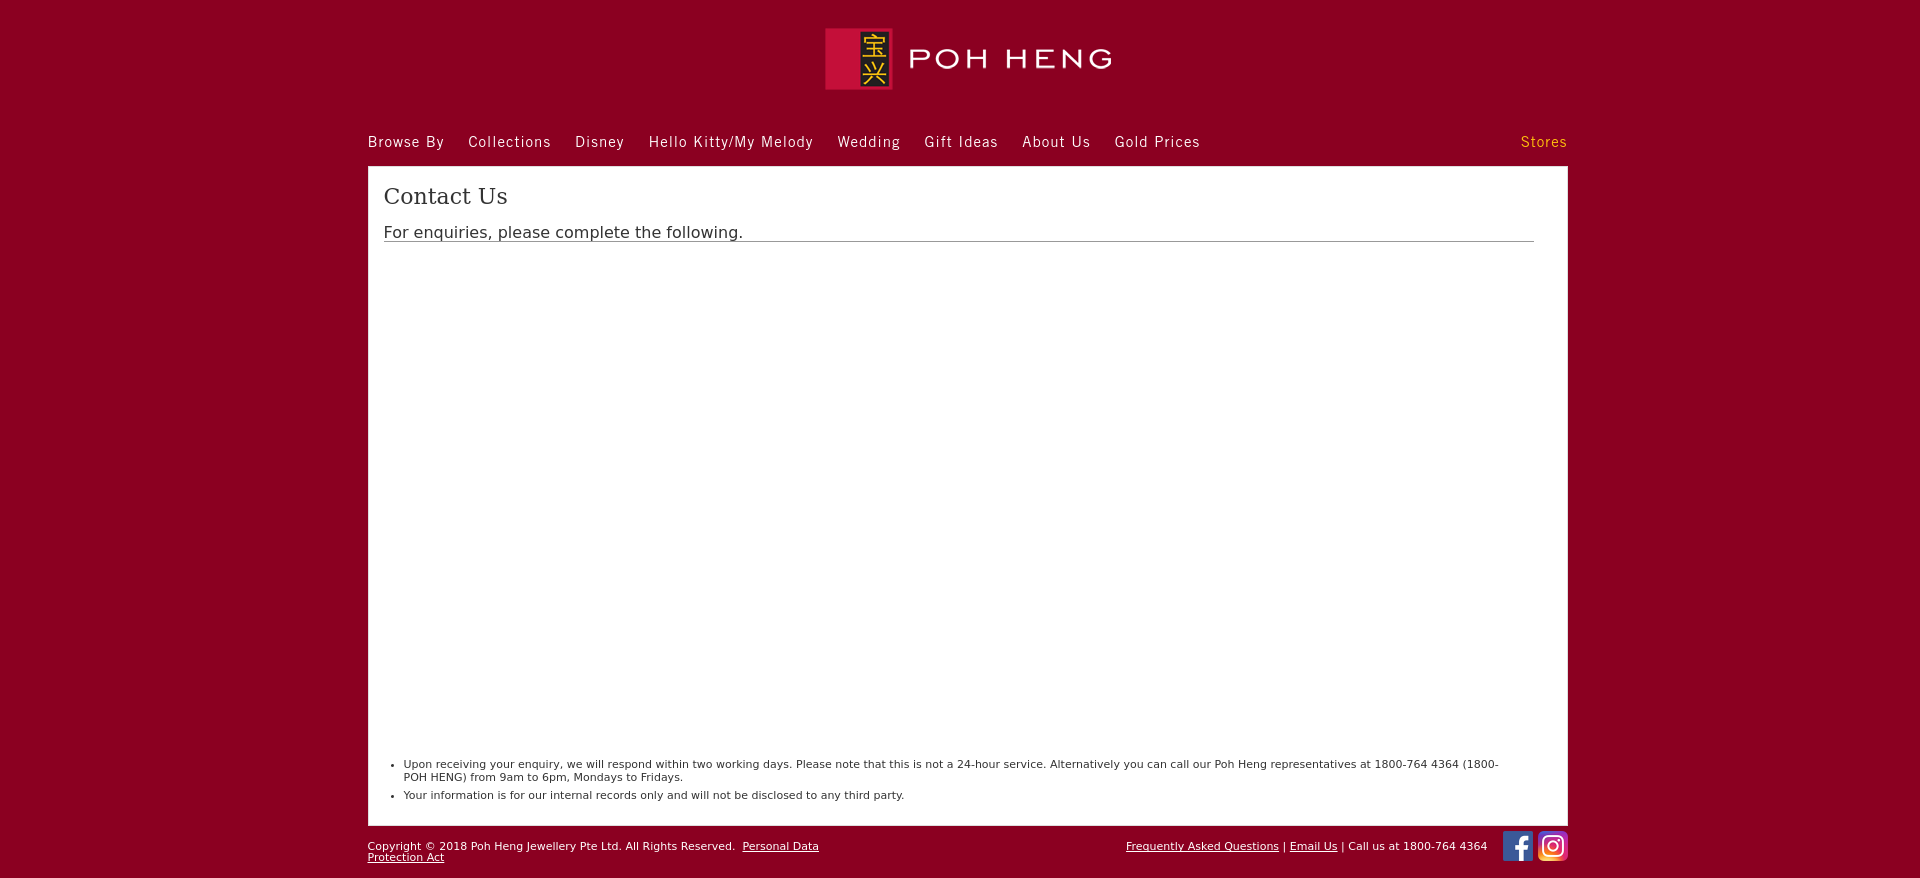 宝兴
POH HENG
Browse By Collections Disney Hello Kitty/My Melody Wedding Gift Ideas About Us Gold Prices Stores
Contact Us
For enquiries, please complete the following.
• Upon receiving your enquiry, we will respond within two working days. Please note that this is not a 24-hour service. Alternatively you can call our Poh Heng representatives at 1800-764 4364 (1800-
POH HENG) from 9am to 6pm, Mondays to Fridays.
• Your information is for our internal records only and will not be disclosed to any third party.
Copyright © 2018 Poh Heng Jewellery Pte Ltd. All Rights Reserved. Personal Data
Protection Act
Frequently Asked Questions | Email Us | Call us at 1800-764 4364